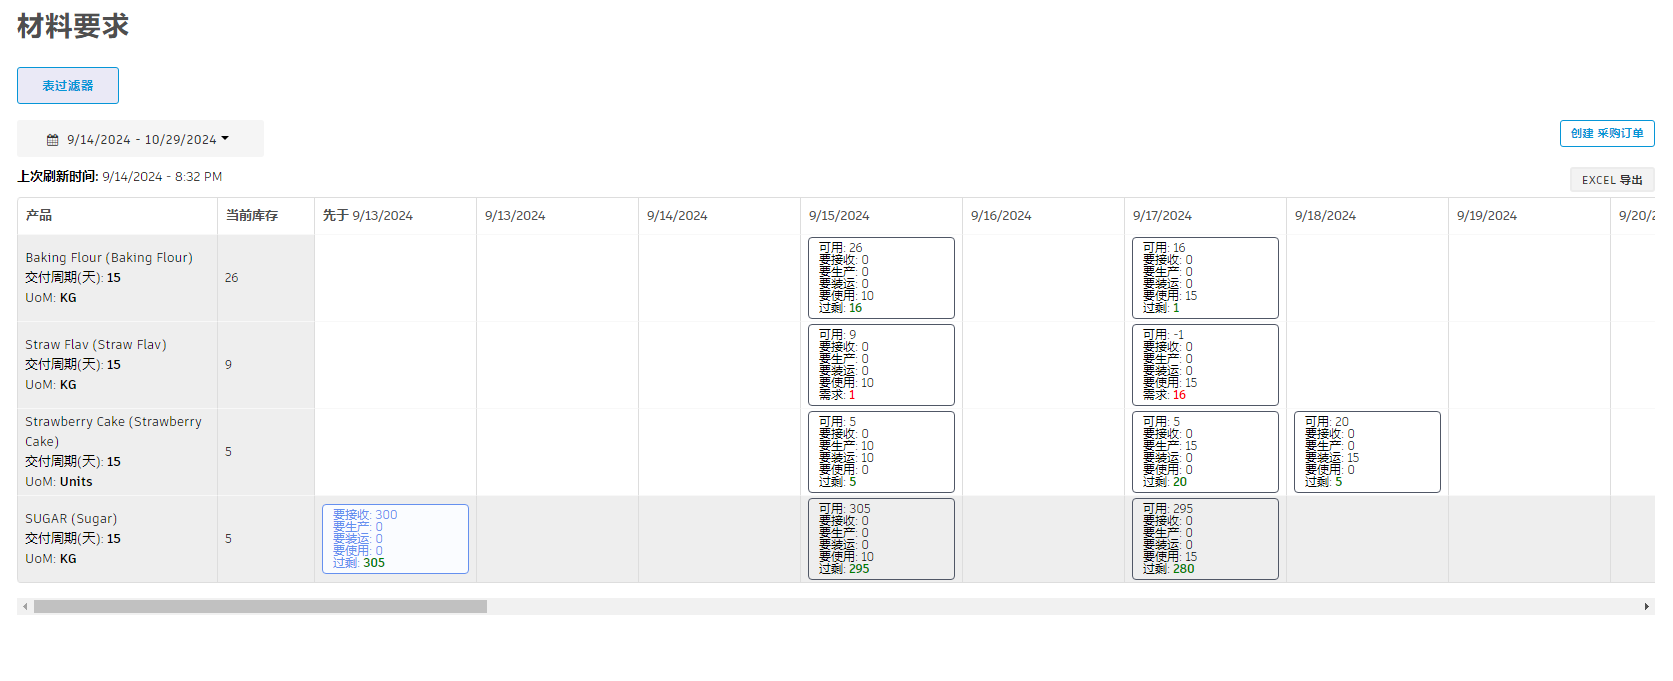 材料要求
表过滤器
9/14/2024 - 10/29/2024
创建 采购订单
上次刷新时间: 9/14/2024 - 8:32 PM
EXCEL 导出
产品 当前库存 先于 9/13/2024 9/13/2024 9/14/2024 9/15/2024 9/16/2024 9/17/2024 9/18/2024 9/19/2024 9/20/2
Baking Flour (Baking Flour)
交付周期(天): 15
UoM: KG
26
可用: 26
要接收: 0
要生产: 0
要装运: 0
要使用: 10
过剩: 16
可用: 16
要接收: 0
要生产: 0
要装运: 0
要使用: 15
过剩: 1
Straw Flav (Straw Flav)
交付周期(天): 15
UoM: KG
9
可用: 9
要接收: 0
要生产: 0
要装运: 0
要使用: 10
需求: 1
可用: -1
要接收: 0
要生产: 0
要装运: 0
要使用: 15
需求: 16
Strawberry Cake (Strawberry
Cake)
交付周期(天): 15
UoM: Units
5
可用: 5
要接收: 0
要生产: 10
要装运: 10
要使用: 0
过剩: 5
可用: 5
要接收: 0
要生产: 15
要装运: 0
要使用: 0
过剩: 20
可用: 20
要接收: 0
要生产: 0
要装运: 15
要使用: 0
过剩: 5
SUGAR (Sugar)
交付周期(天): 15
UoM: KG
5
要接收: 300
要生产: 0
要装运: 0
要使用: 0
过剩: 305
可用: 305
要接收: 0
要生产: 0
要装运: 0
要使用: 10
过剩: 295
可用: 295
要接收: 0
要生产: 0
要装运: 0
要使用: 15
过剩: 280